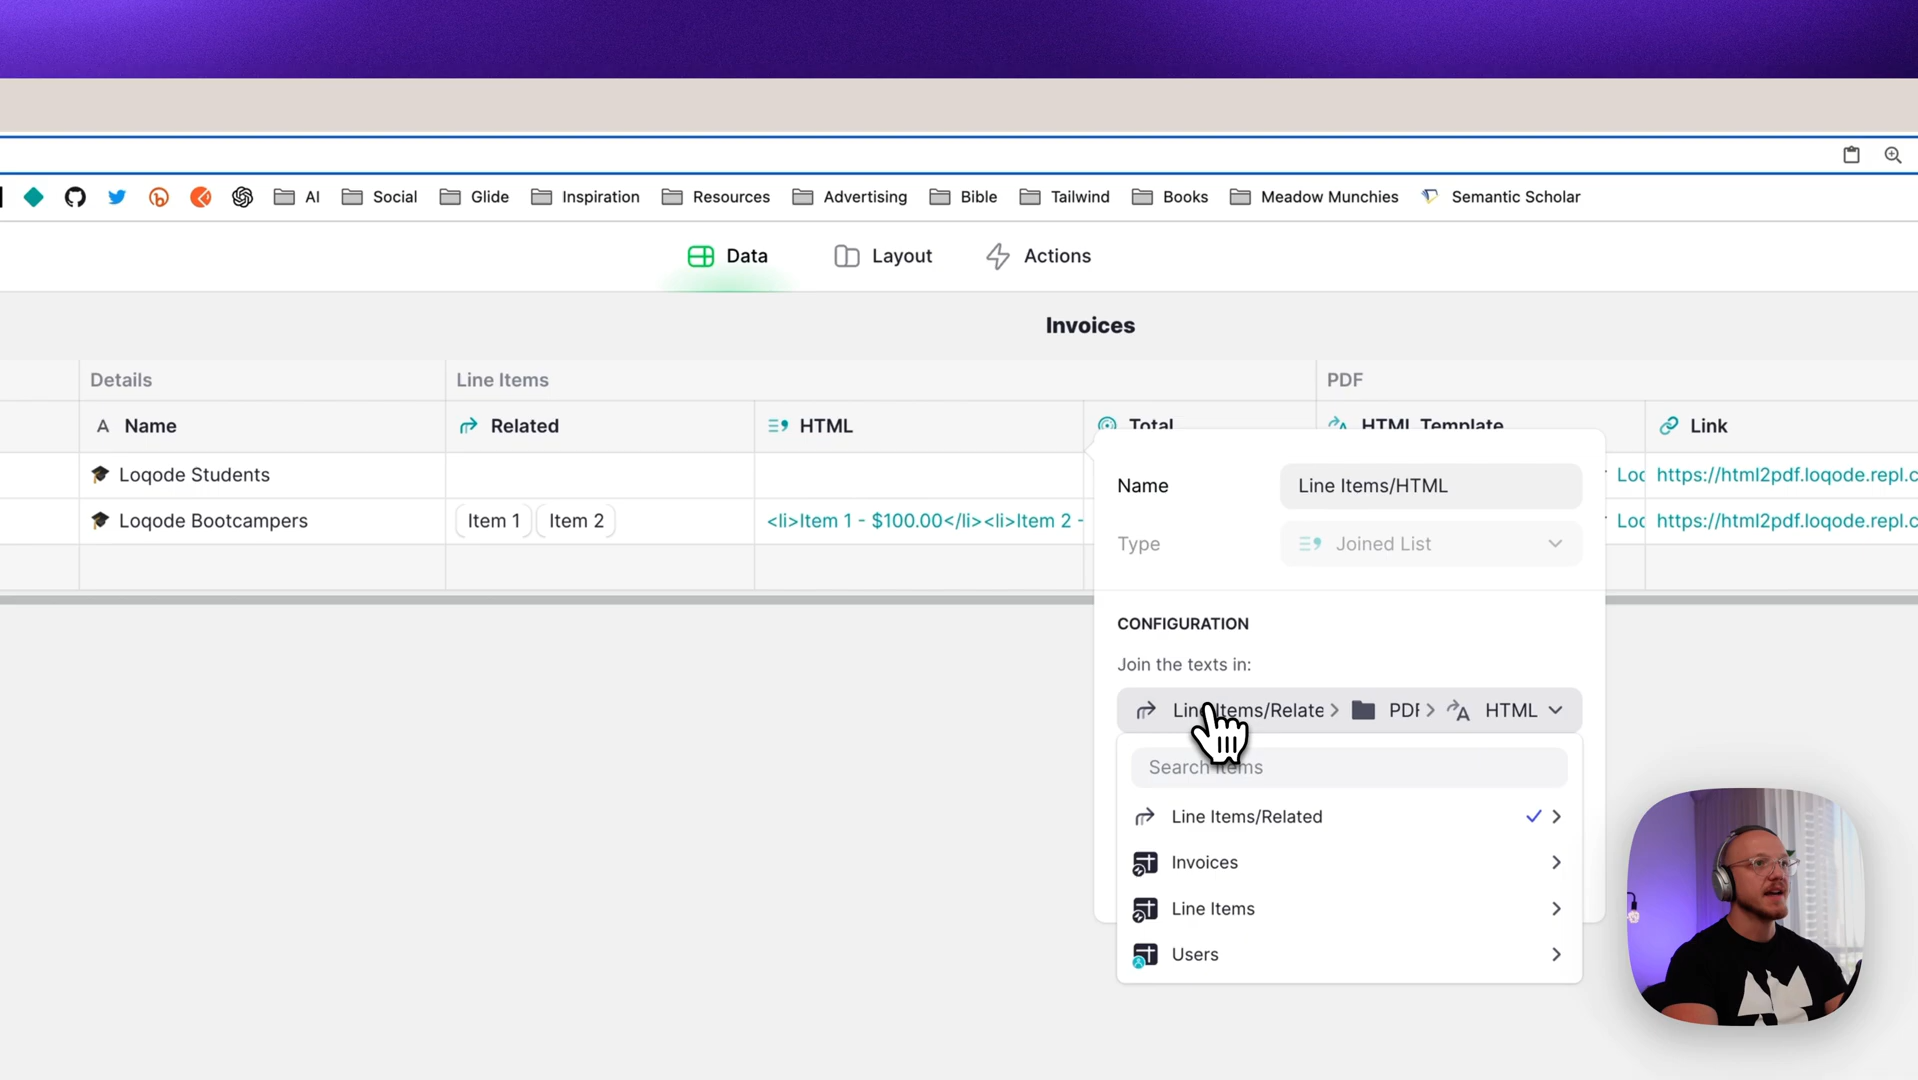 AI Social Glide Inspiration Resources Advertising Bible Tailwind Books Meadow Munchies Semantic Scholar
Data Layout Actions
Invoices
Details Line Items PDF
Name Related HTML Total HTML Template Link
Loqode Students https://html2pdf.loqode.repl.c
Loqode Bootcampers Item 1 Item 2 <li>Item 1 - $100.00</li><li>Item 2 - https://html2pdf.loqode.repl.c
Name Line Items/HTML
Type Joined List
CONFIGURATION
Join the texts in:
Line Items/Relate PDF HTML
Search items
Line Items/Related
Invoices
Line Items
Users